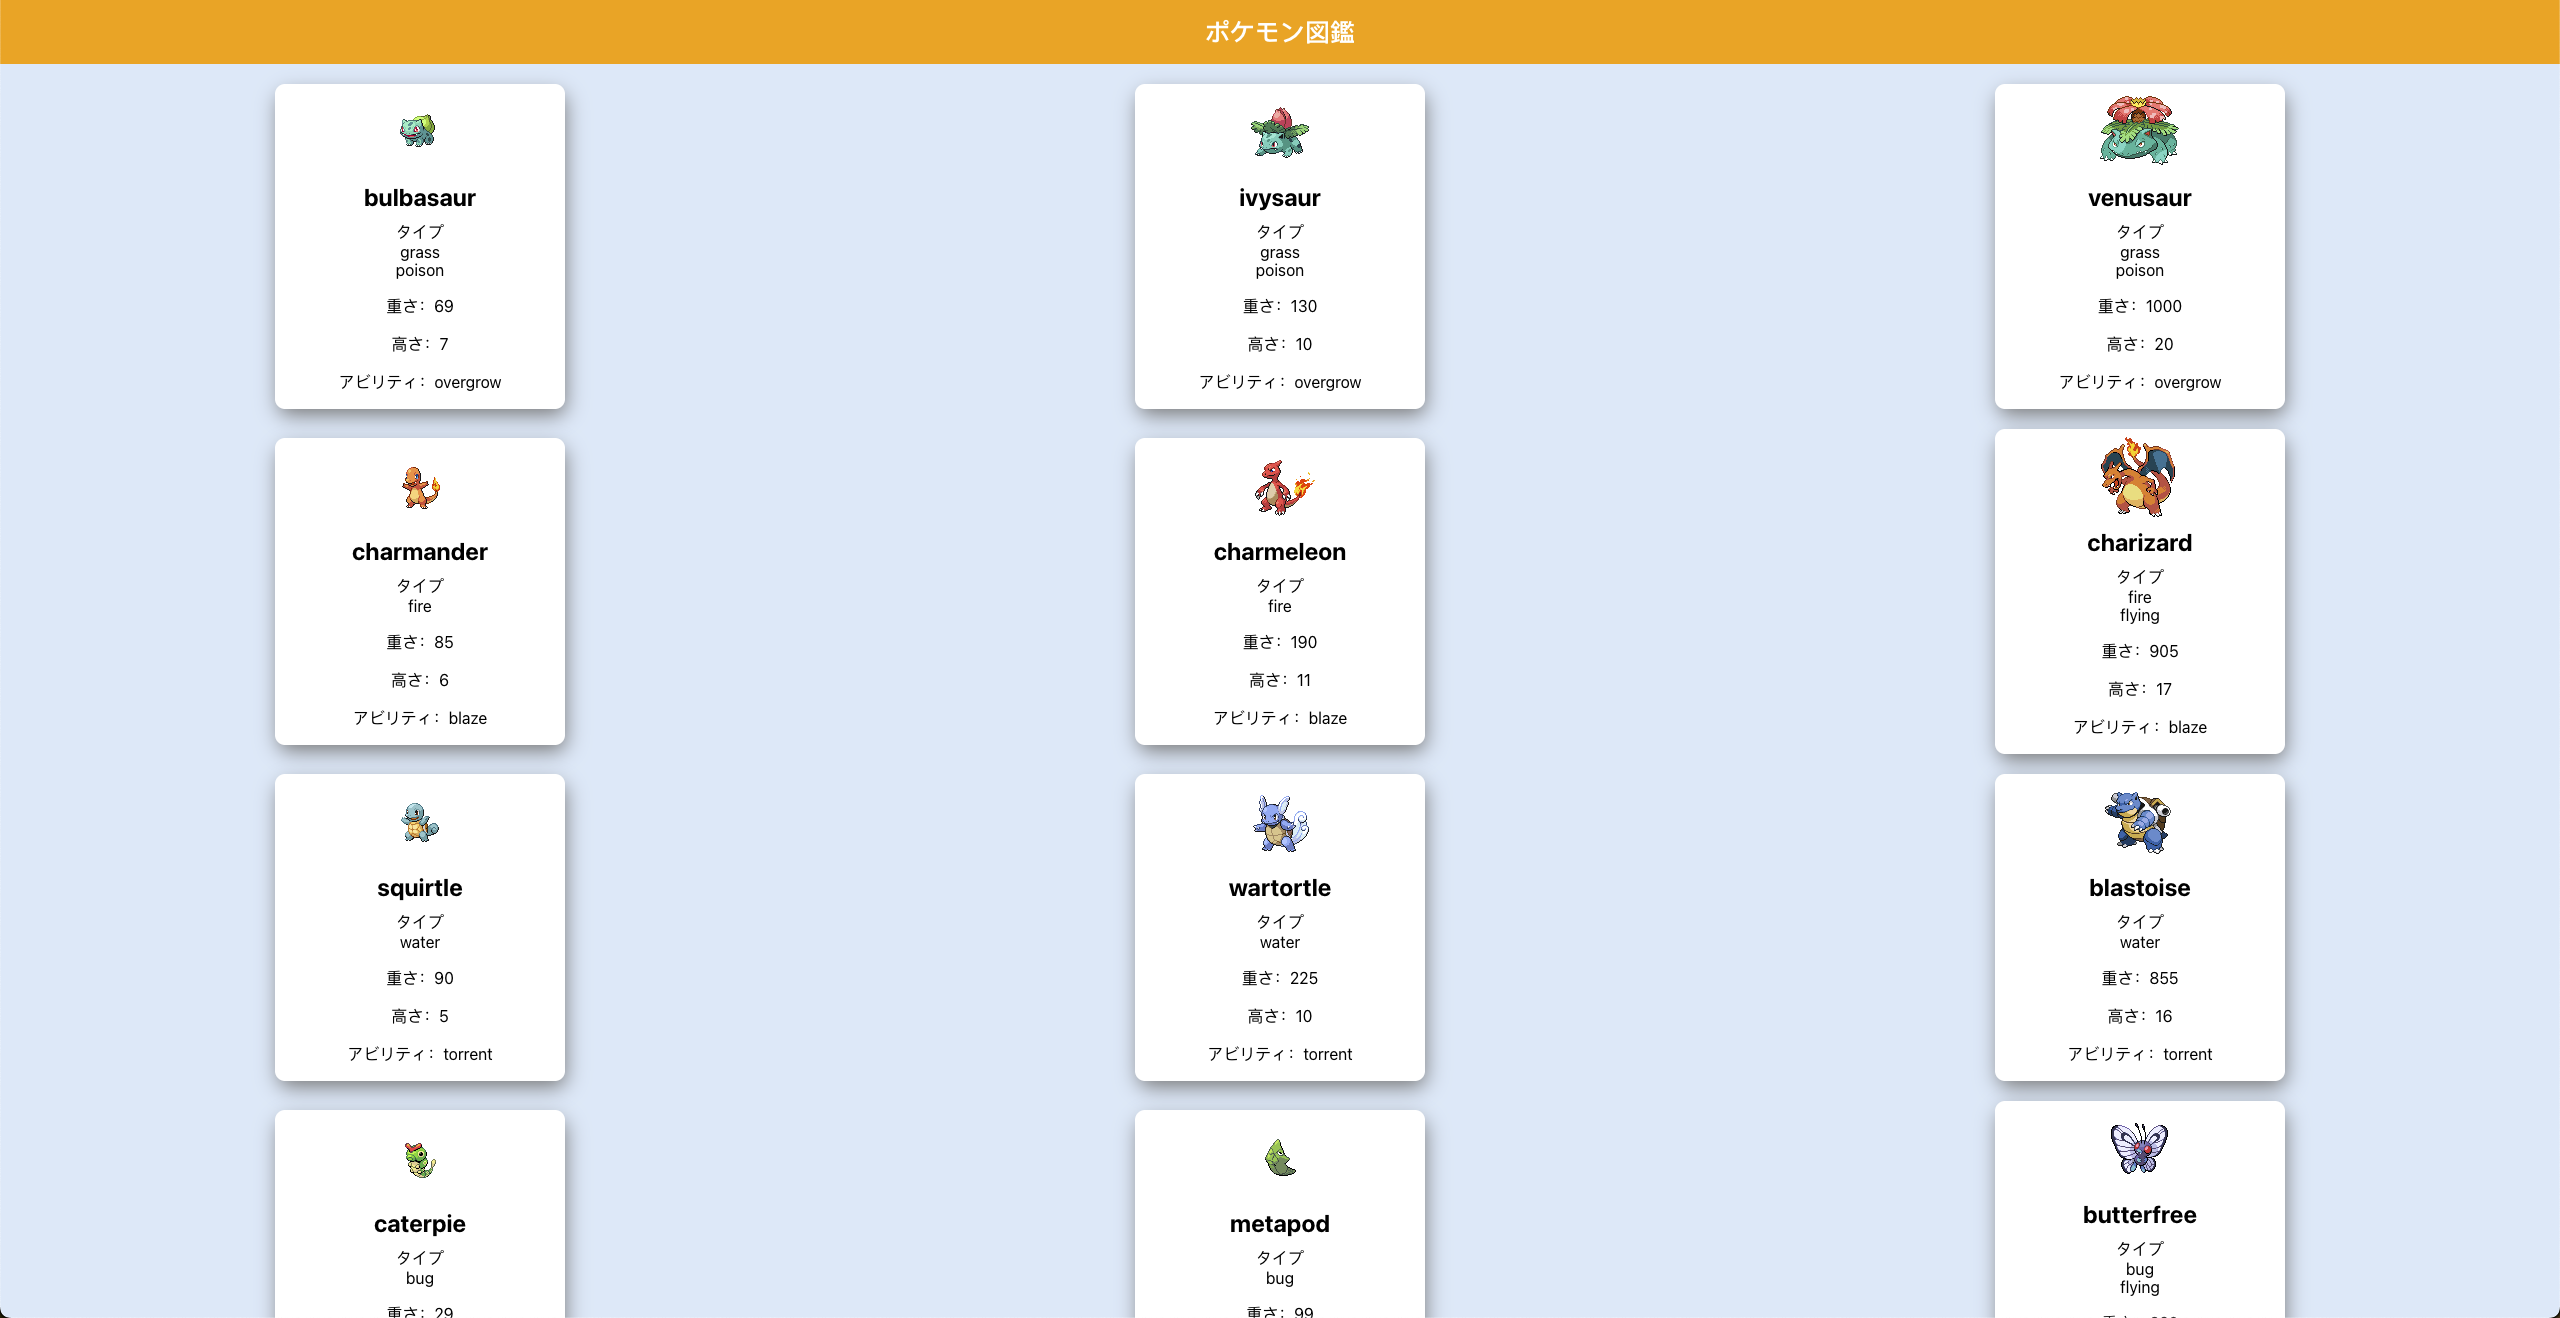 ポケモン図鑑
bulbasaur
タイプ
grass
poison
重さ：69
高さ：7
アビリティ：overgrow
ivysaur
タイプ
grass
poison
重さ：130
高さ：10
アビリティ：overgrow
venusaur
タイプ
grass
poison
重さ：1000
高さ：20
アビリティ：overgrow
charmander
タイプ
fire
重さ：85
高さ：6
アビリティ：blaze
charmeleon
タイプ
fire
重さ：190
高さ：11
アビリティ：blaze
charizard
タイプ
fire
flying
重さ：905
高さ：17
アビリティ：blaze
squirtle
タイプ
water
重さ：90
高さ：5
アビリティ：torrent
wartortle
タイプ
water
重さ：225
高さ：10
アビリティ：torrent
blastoise
タイプ
water
重さ：855
高さ：16
アビリティ：torrent
caterpie
タイプ
bug
重さ：29
metapod
タイプ
bug
重さ：99
butterfree
タイプ
bug
flying